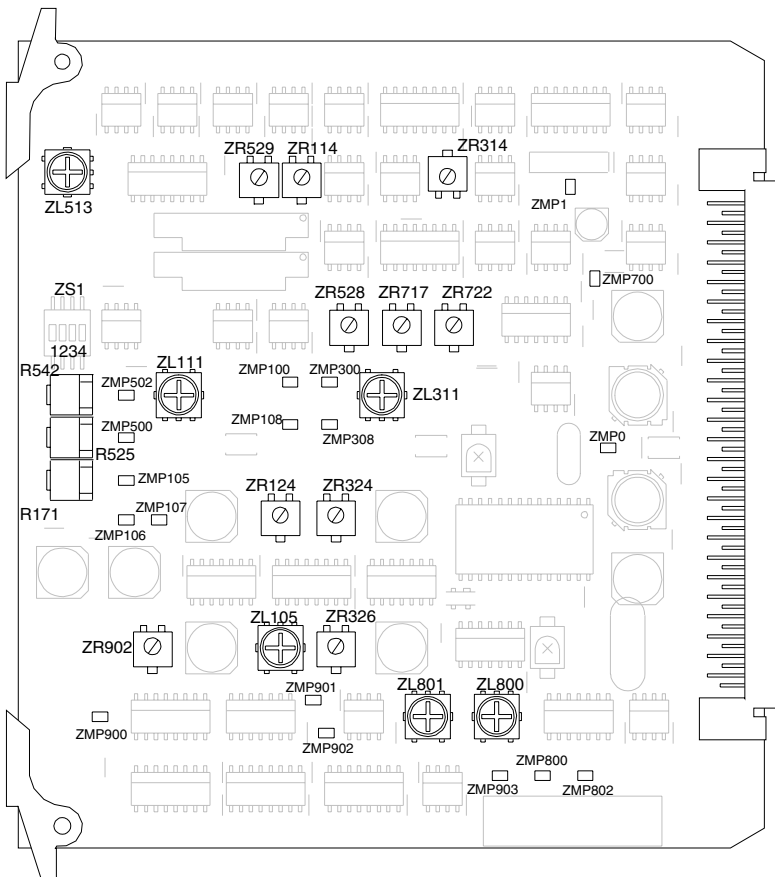 ZR529 ZR114 ZR314
ZL513
ZMP1
ZMP700
ZS1
1234
ZR528 ZR717 ZR722
R542
ZMP502
ZL111
ZMP100 ZMP300
ZL311
ZMP500
ZMP108
ZMP308
ZMP0
R525
ZMP105
R171
ZMP107
ZMP106
ZR124 ZR324
ZR902
ZL105
ZR326
ZMP901
ZL801 ZL800
ZMP900
ZMP902
ZMP800
ZMP903
ZMP802